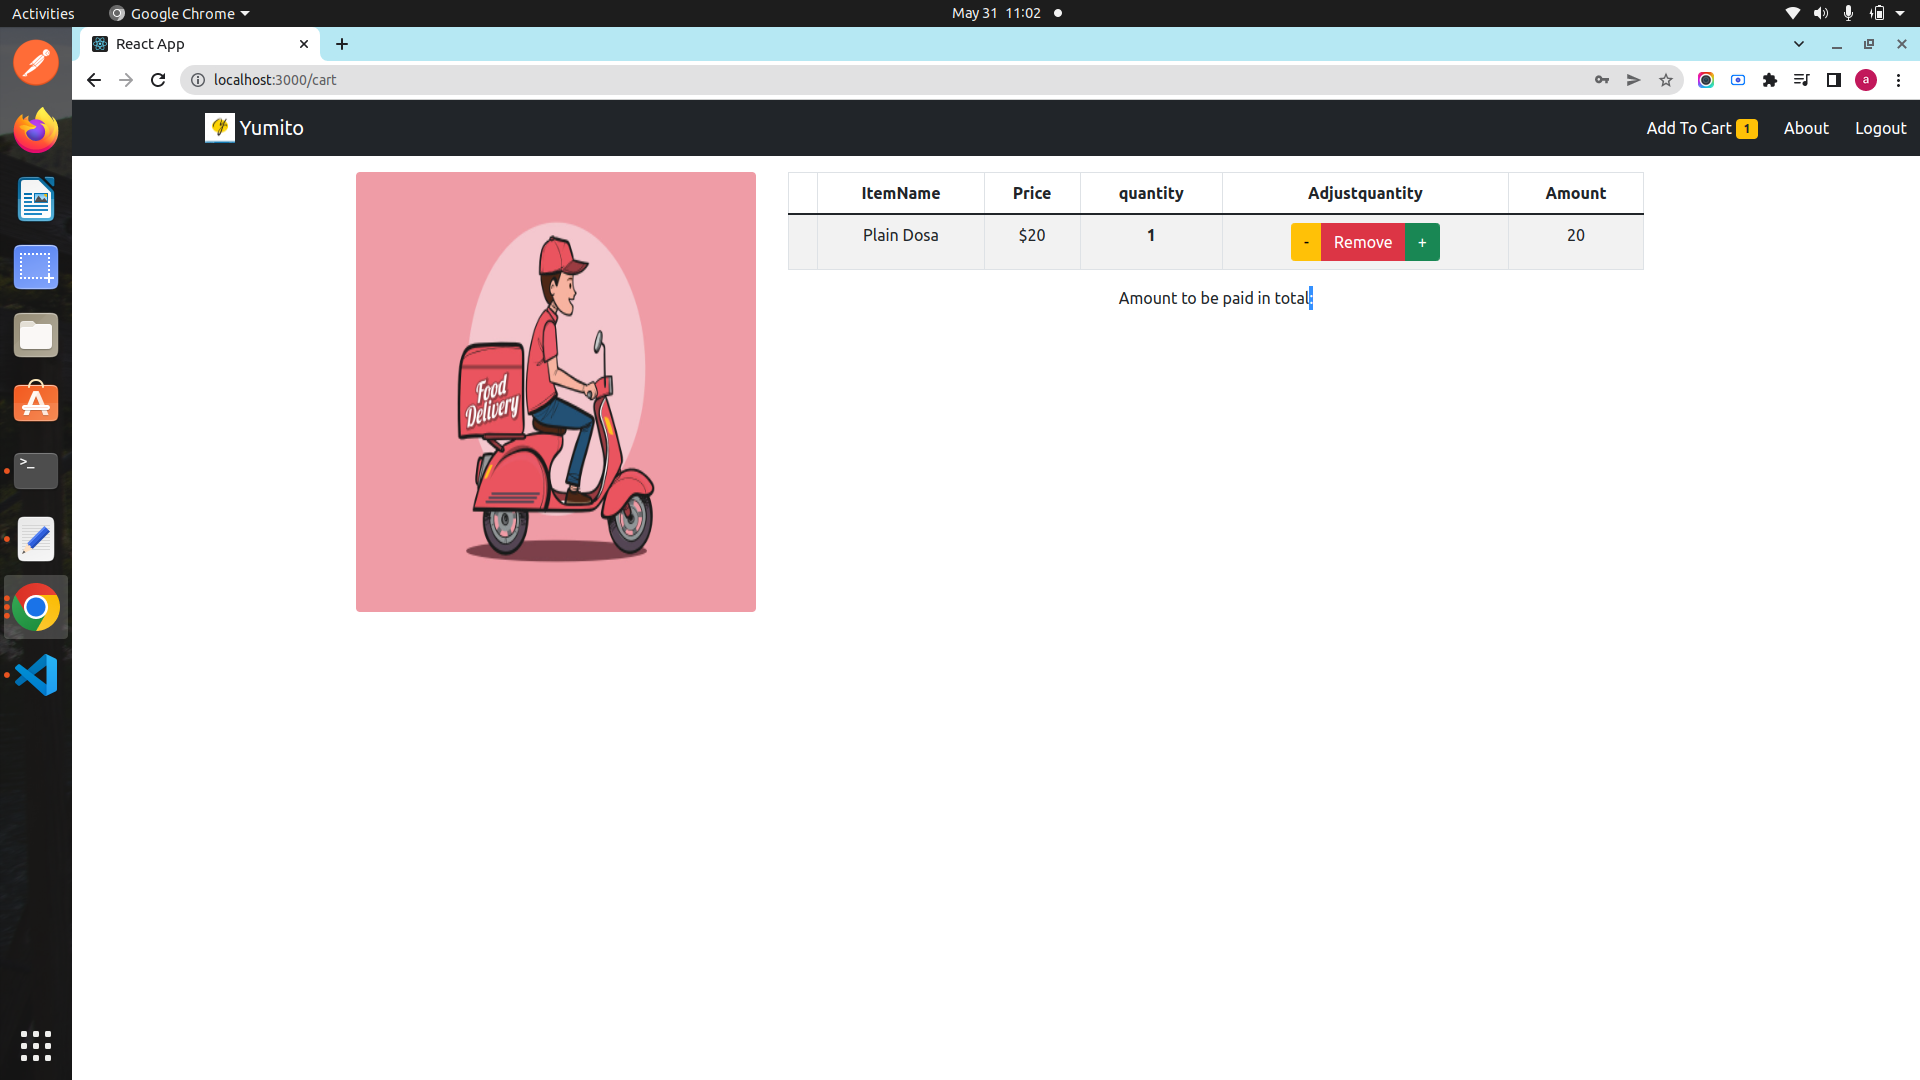 Activities
Google Chrome
May 31 11:02
React App
localhost:3000/cart
a
Yumito
Add To Cart 1
About
Logout
ItemName Price quantity Adjustquantity Amount
Plain Dosa $20 1 - Remove + 20
Amount to be paid in total:
Food
Delivery